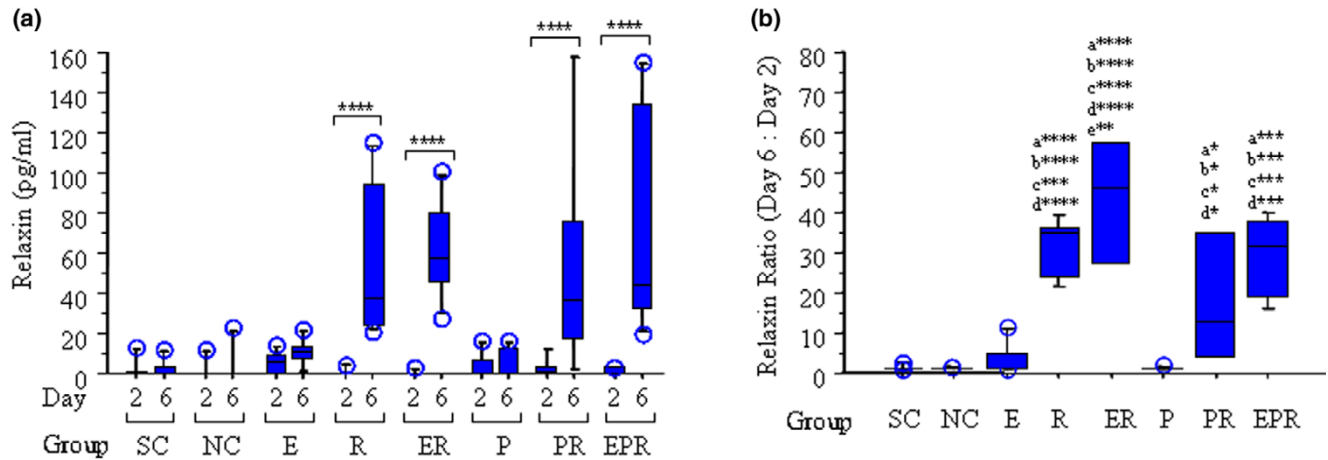 (a)
**** ****
160
140
120
160
80
60
40
20
0
Relaxin (pg/ml)
****
****
Day 2 6 2 6 2 6 2 6 2 6 2 6 2 6 2 6
Group SC NC E R ER P PR EPR
(b)
80
70
60
50
40
30
20
10
0
Relaxin Ratio (Day 6 : Day 2)
a****
b****
c***
d****
a****
b****
c****
d****
e**
a*
b*
c*
d*
a***
b***
c***
d***
Group SC NC E R ER P PR EPR